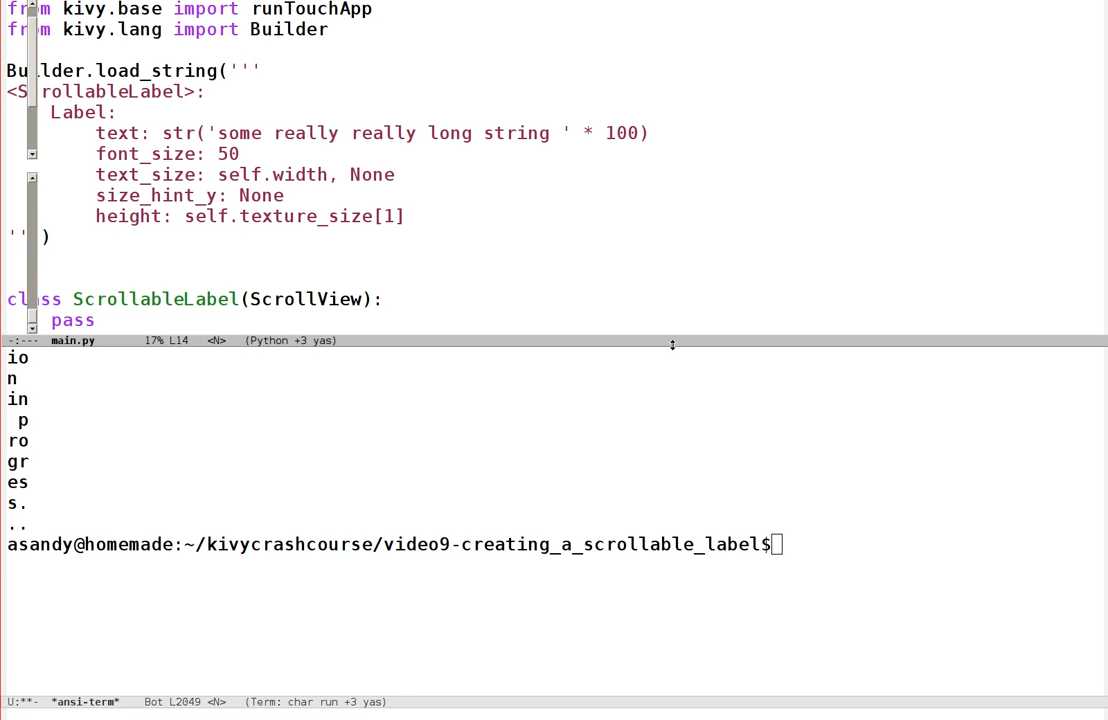 from kivy.base import runTouchApp
from kivy.lang import Builder
Builder.load_string('''
<ScrollableLabel>:
    Label:
        text: str('some really really long string ' * 100)
        font_size: 50
        text_size: self.width, None
        size_hint_y: None
        height: self.texture_size[1]
''')
class ScrollableLabel(ScrollView):
    pass
-:--- main.py 17% L14 <N> (Python +3 yas)
io
n
in
 p
ro
gr
es
s.
..
asandy@homemade:~/kivycrashcourse/video9-creating_a_scrollable_label$
U:**- *ansi-term* Bot L2049 <N> (Term: char run +3 yas)